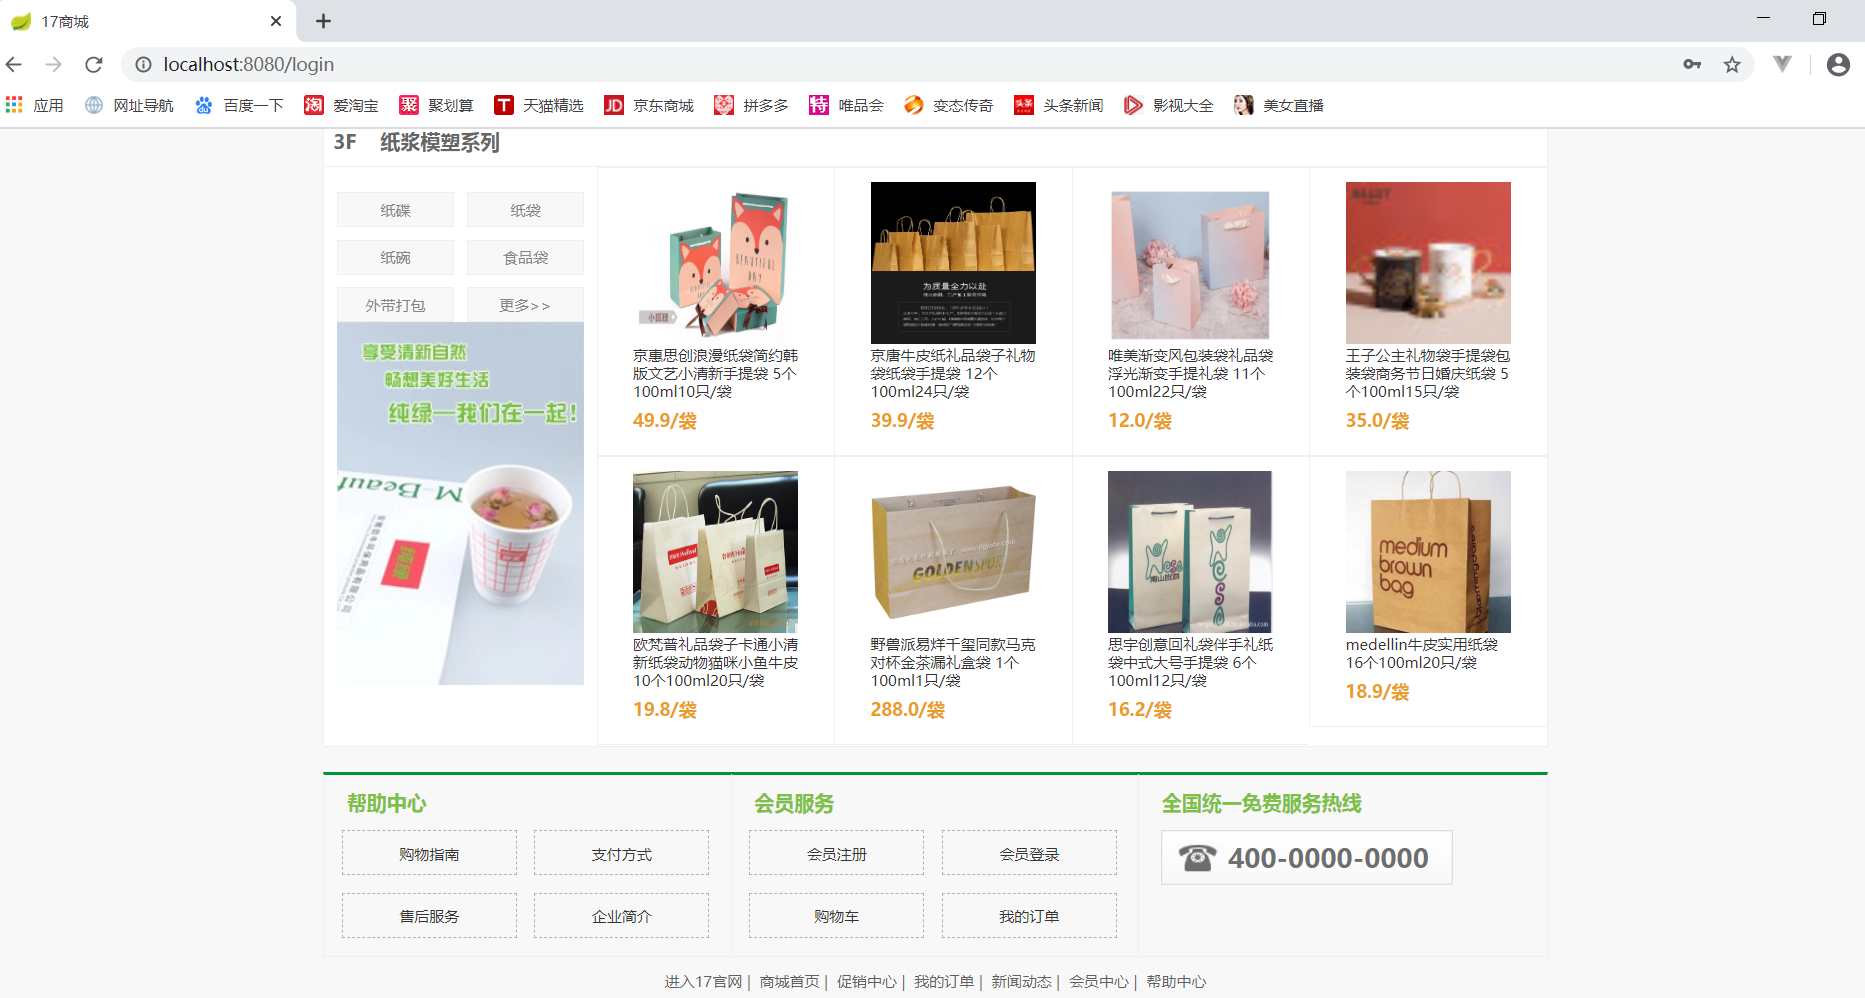 17商城
localhost:8080/login
应用 网址导航 百度一下 爱淘宝 聚划算 天猫精选 京东商城 拼多多 唯品会 变态传奇 头条新闻 影视大全 美女直播
3F 纸浆模塑系列
纸碟 纸袋
纸碗 食品袋
外带打包 更多>>
享受清新自然
畅想美好生活
纯绿—我们在一起!
M-Beaut
纯绿
BEAUTIFUL
DAY
小狐狸
京惠思创浪漫纸袋简约韩
版文艺小清新手提袋 5个
100ml10只/袋
49.9/袋
为质量全力以赴
京唐牛皮纸礼品袋子礼物
袋纸袋手提袋 12个
100ml24只/袋
39.9/袋
唯美渐变风包装袋礼品袋
浮光渐变手提礼袋 11个
100ml22只/袋
12.0/袋
王子公主礼物袋手提袋包
装袋商务节日婚庆纸袋 5
个100ml15只/袋
35.0/袋
欧梵普礼品袋子卡通小清
新纸袋动物猫咪小鱼牛皮
10个100ml20只/袋
19.8/袋
GOLDENSPUR
野兽派易烊千玺同款马克
对杯金茶漏礼盒袋 1个
100ml1只/袋
288.0/袋
思宇创意回礼袋伴手礼纸
袋中式大号手提袋 6个
100ml12只/袋
16.2/袋
medium
brown
bag
medellin牛皮实用纸袋
16个100ml20只/袋
18.9/袋
帮助中心 会员服务 全国统一免费服务热线
购物指南 支付方式 会员注册 会员登录
400-0000-0000
售后服务 企业简介 购物车 我的订单
进入17官网 | 商城首页 | 促销中心 | 我的订单 | 新闻动态 | 会员中心 | 帮助中心